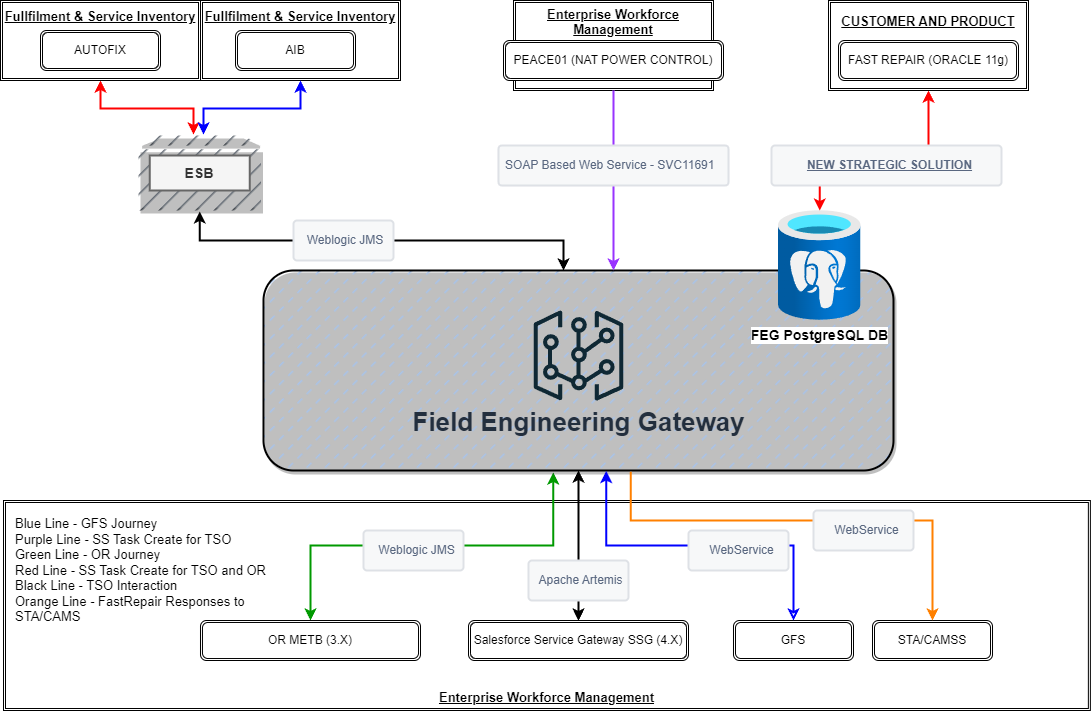 Fullfilment & Service Inventory
AUTOFIX
Fullfilment & Service Inventory
AIB
Enterprise Workforce
Management
PEACE01 (NAT POWER CONTROL)
CUSTOMER AND PRODUCT
FAST REPAIR (ORACLE 11g)
ESB
SOAP Based Web Service - SVC11691
NEW STRATEGIC SOLUTION
Weblogic JMS
FEG PostgreSQL DB
Field Engineering Gateway
Blue Line - GFS Journey
Purple Line - SS Task Create for TSO
Green Line - OR Journey
Red Line - SS Task Create for TSO and OR
Black Line - TSO Interaction
Orange Line - FastRepair Responses to
STA/CAMS
Weblogic JMS
Apache Artemis
WebService
WebService
OR METB (3.X)
Salesforce Service Gateway SSG (4.X)
GFS
STA/CAMSS
Enterprise Workforce Management